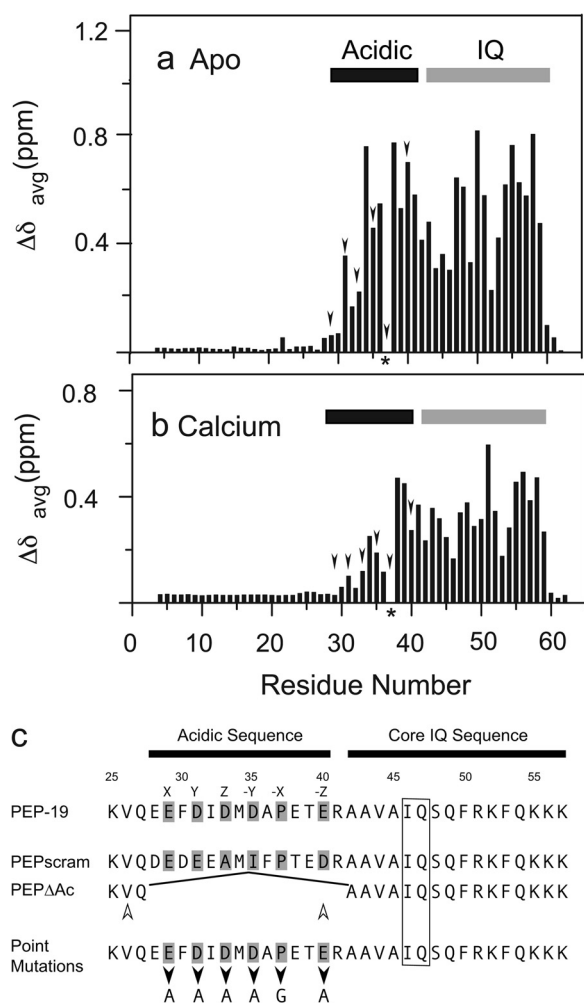 1.2
a Apo
Acidic
IQ
0.8
0.4
Δδ avg(ppm)
*
0.8
b Calcium
0.4
Δδ avg(ppm)
*
0 10 20 30 40 50 60
Residue Number
c
Acidic Sequence Core IQ Sequence
25 30 35 40 45 50 55
X Y Z -Y -X -Z
PEP-19 KVQEEFDIDMDAPETERAAVAIQSQFRKFQKKK
PEPscram KVQDEDEEAMIFPTEDRAAVAIQSQFRKFQKKK
PEPΔAc KVQ AAVAIQSQFRKFQKKK
Point
Mutations KVQEEFDIDMDAPETERAAVAIQSQFRKFQKKK
A A A A G A